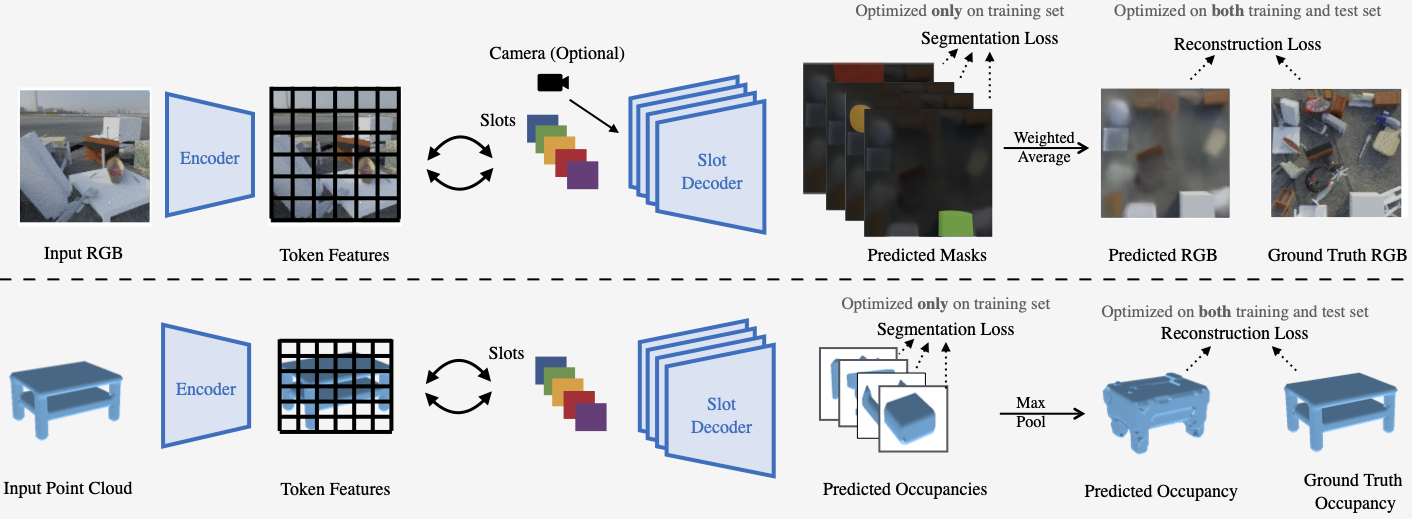 Optimized only on training set
Segmentation Loss
Optimized on both training and test set
Reconstruction Loss
Camera (Optional)
Slots
Encoder
Slot
Decoder
Weighted
Average
Input RGB
Token Features
Predicted Masks
Predicted RGB
Ground Truth RGB
Optimized only on training set
Segmentation Loss
Optimized on both training and test set
Reconstruction Loss
Slots
Encoder
Slot
Decoder
Max
Pool
Input Point Cloud
Token Features
Predicted Occupancies
Predicted Occupancy
Ground Truth
Occupancy